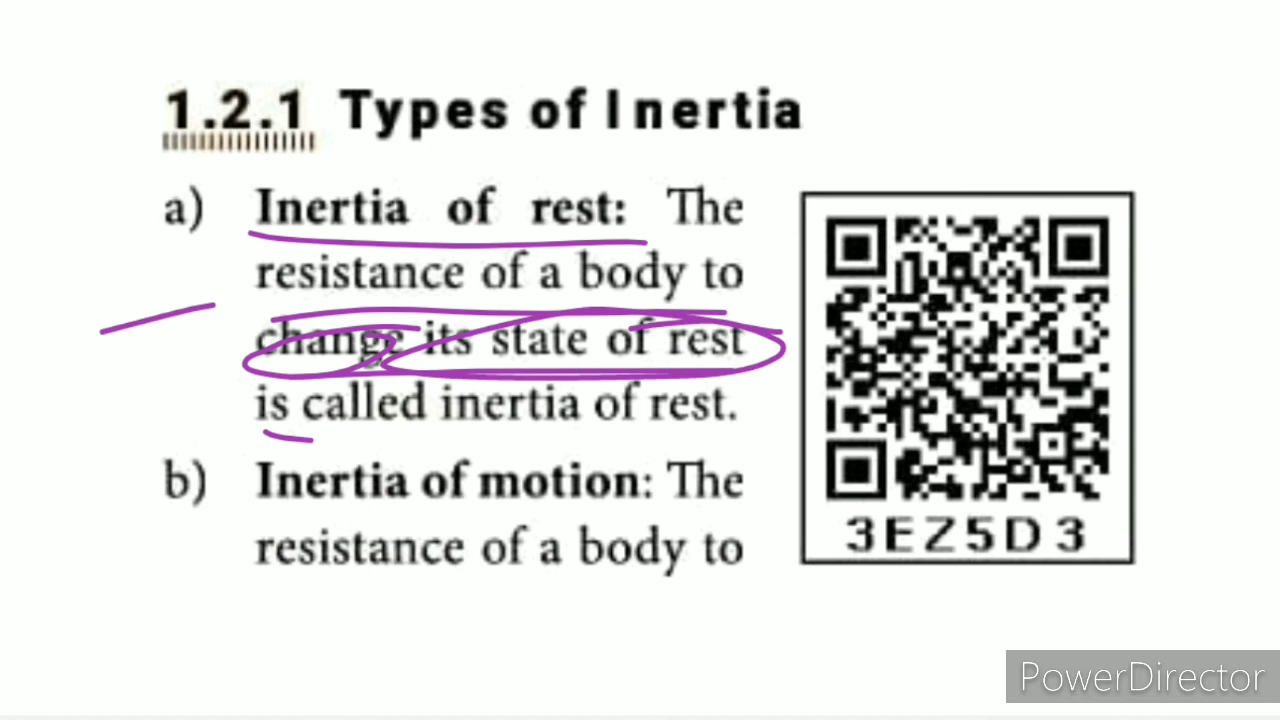 1.2.1 Types of Inertia
a) Inertia of rest: The
resistance of a body to
change its state of rest
is called inertia of rest.
b) Inertia of motion: The
resistance of a body to
3EZ5D3
PowerDirector